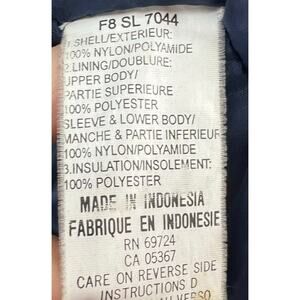 F8 SL 7044
1.SHELL/EXTERIEUR:
100% NYLON/POLYAMIDE
2.LINING/DOUBLURE:
UPPER BODY/
PARTIE SUPERIEURE
100% POLYESTER
SLEEVE & LOWER BODY/
MANCHE & PARTIE INFERIEUR
100% NYLON/POLYAMIDE
3.INSULATION/INSOLEMENT:
100% POLYESTER
MADE IN INDONESIA
FABRIQUE EN INDONESIE
RN 69724
CA 05367
CARE ON REVERSE SIDE
INSTRUCTIONS D
VERSO